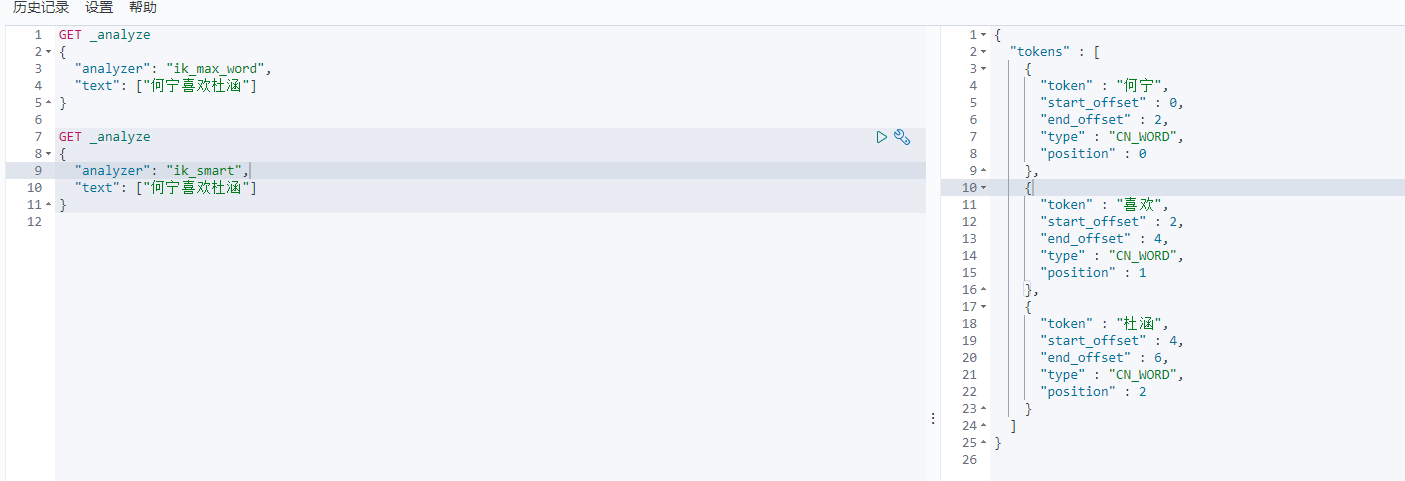 历史记录 设置 帮助
1 GET _analyze
2 {
3 "analyzer": "ik_max_word",
4 "text": ["何宁喜欢杜涵"]
5 }
6
7 GET _analyze
8 {
9 "analyzer": "ik_smart",
10 "text": ["何宁喜欢杜涵"]
11 }
12
1 {
2 "tokens" : [
3 {
4 "token" : "何宁",
5 "start_offset" : 0,
6 "end_offset" : 2,
7 "type" : "CN_WORD",
8 "position" : 0
9 },
10 {
11 "token" : "喜欢",
12 "start_offset" : 2,
13 "end_offset" : 4,
14 "type" : "CN_WORD",
15 "position" : 1
16 },
17 {
18 "token" : "杜涵",
19 "start_offset" : 4,
20 "end_offset" : 6,
21 "type" : "CN_WORD",
22 "position" : 2
23 }
24 ]
25 }
26